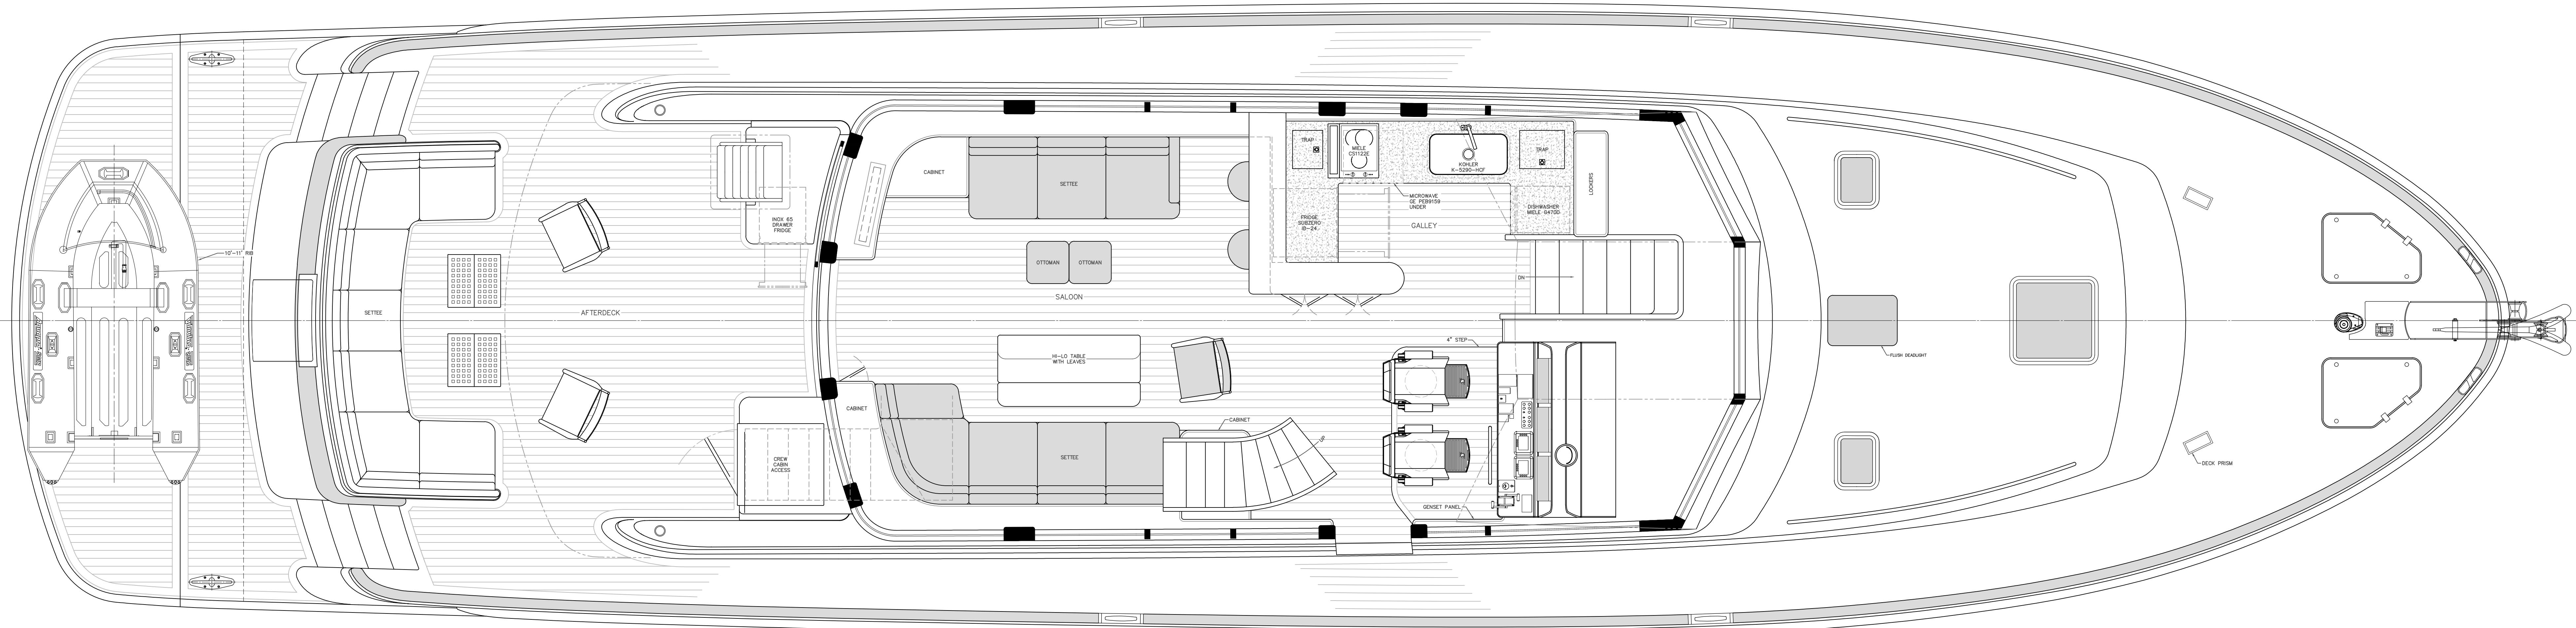 10'-11' RIB
SETTEE
AFTERDECK
INOX 65
DRAWER
FRIDGE
CREW
CABIN
ACCESS
CABINET
CABINET
SETTEE
OTTOMAN
OTTOMAN
SALOON
HI-LO TABLE
WITH LEAVES
SETTEE
CABINET
UP
TRAP
MIELE
CS1122E
KOHLER
K-5290-HCF
TRAP
LOCKERS
MICROWAVE
GE PEB9159
UNDER
FRIDGE
SUBZERO
ID-24
DISHWASHER
MIELE G4700
GALLEY
DN
4" STEP
GENSET PANEL
FLUSH DEADLIGHT
DECK PRISM